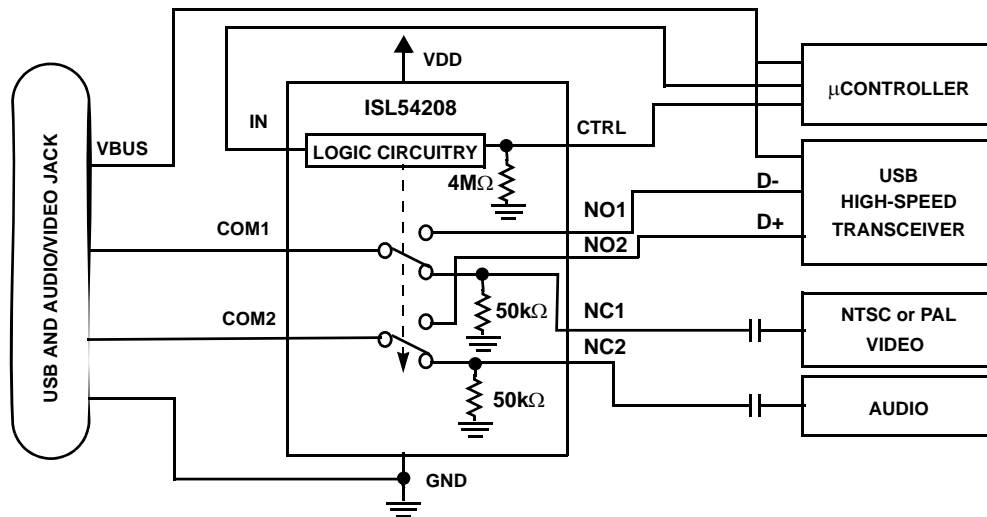 VDD
ISL54208
µCONTROLLER
IN
CTRL
LOGIC CIRCUITRY
VBUS
4MΩ
USB
HIGH-SPEED
TRANSCEIVER
D-
D+
NO1
NO2
COM1
USB AND AUDIO/VIDEO JACK
50kΩ
NC1
NTSC or PAL
VIDEO
COM2
NC2
50kΩ
AUDIO
GND